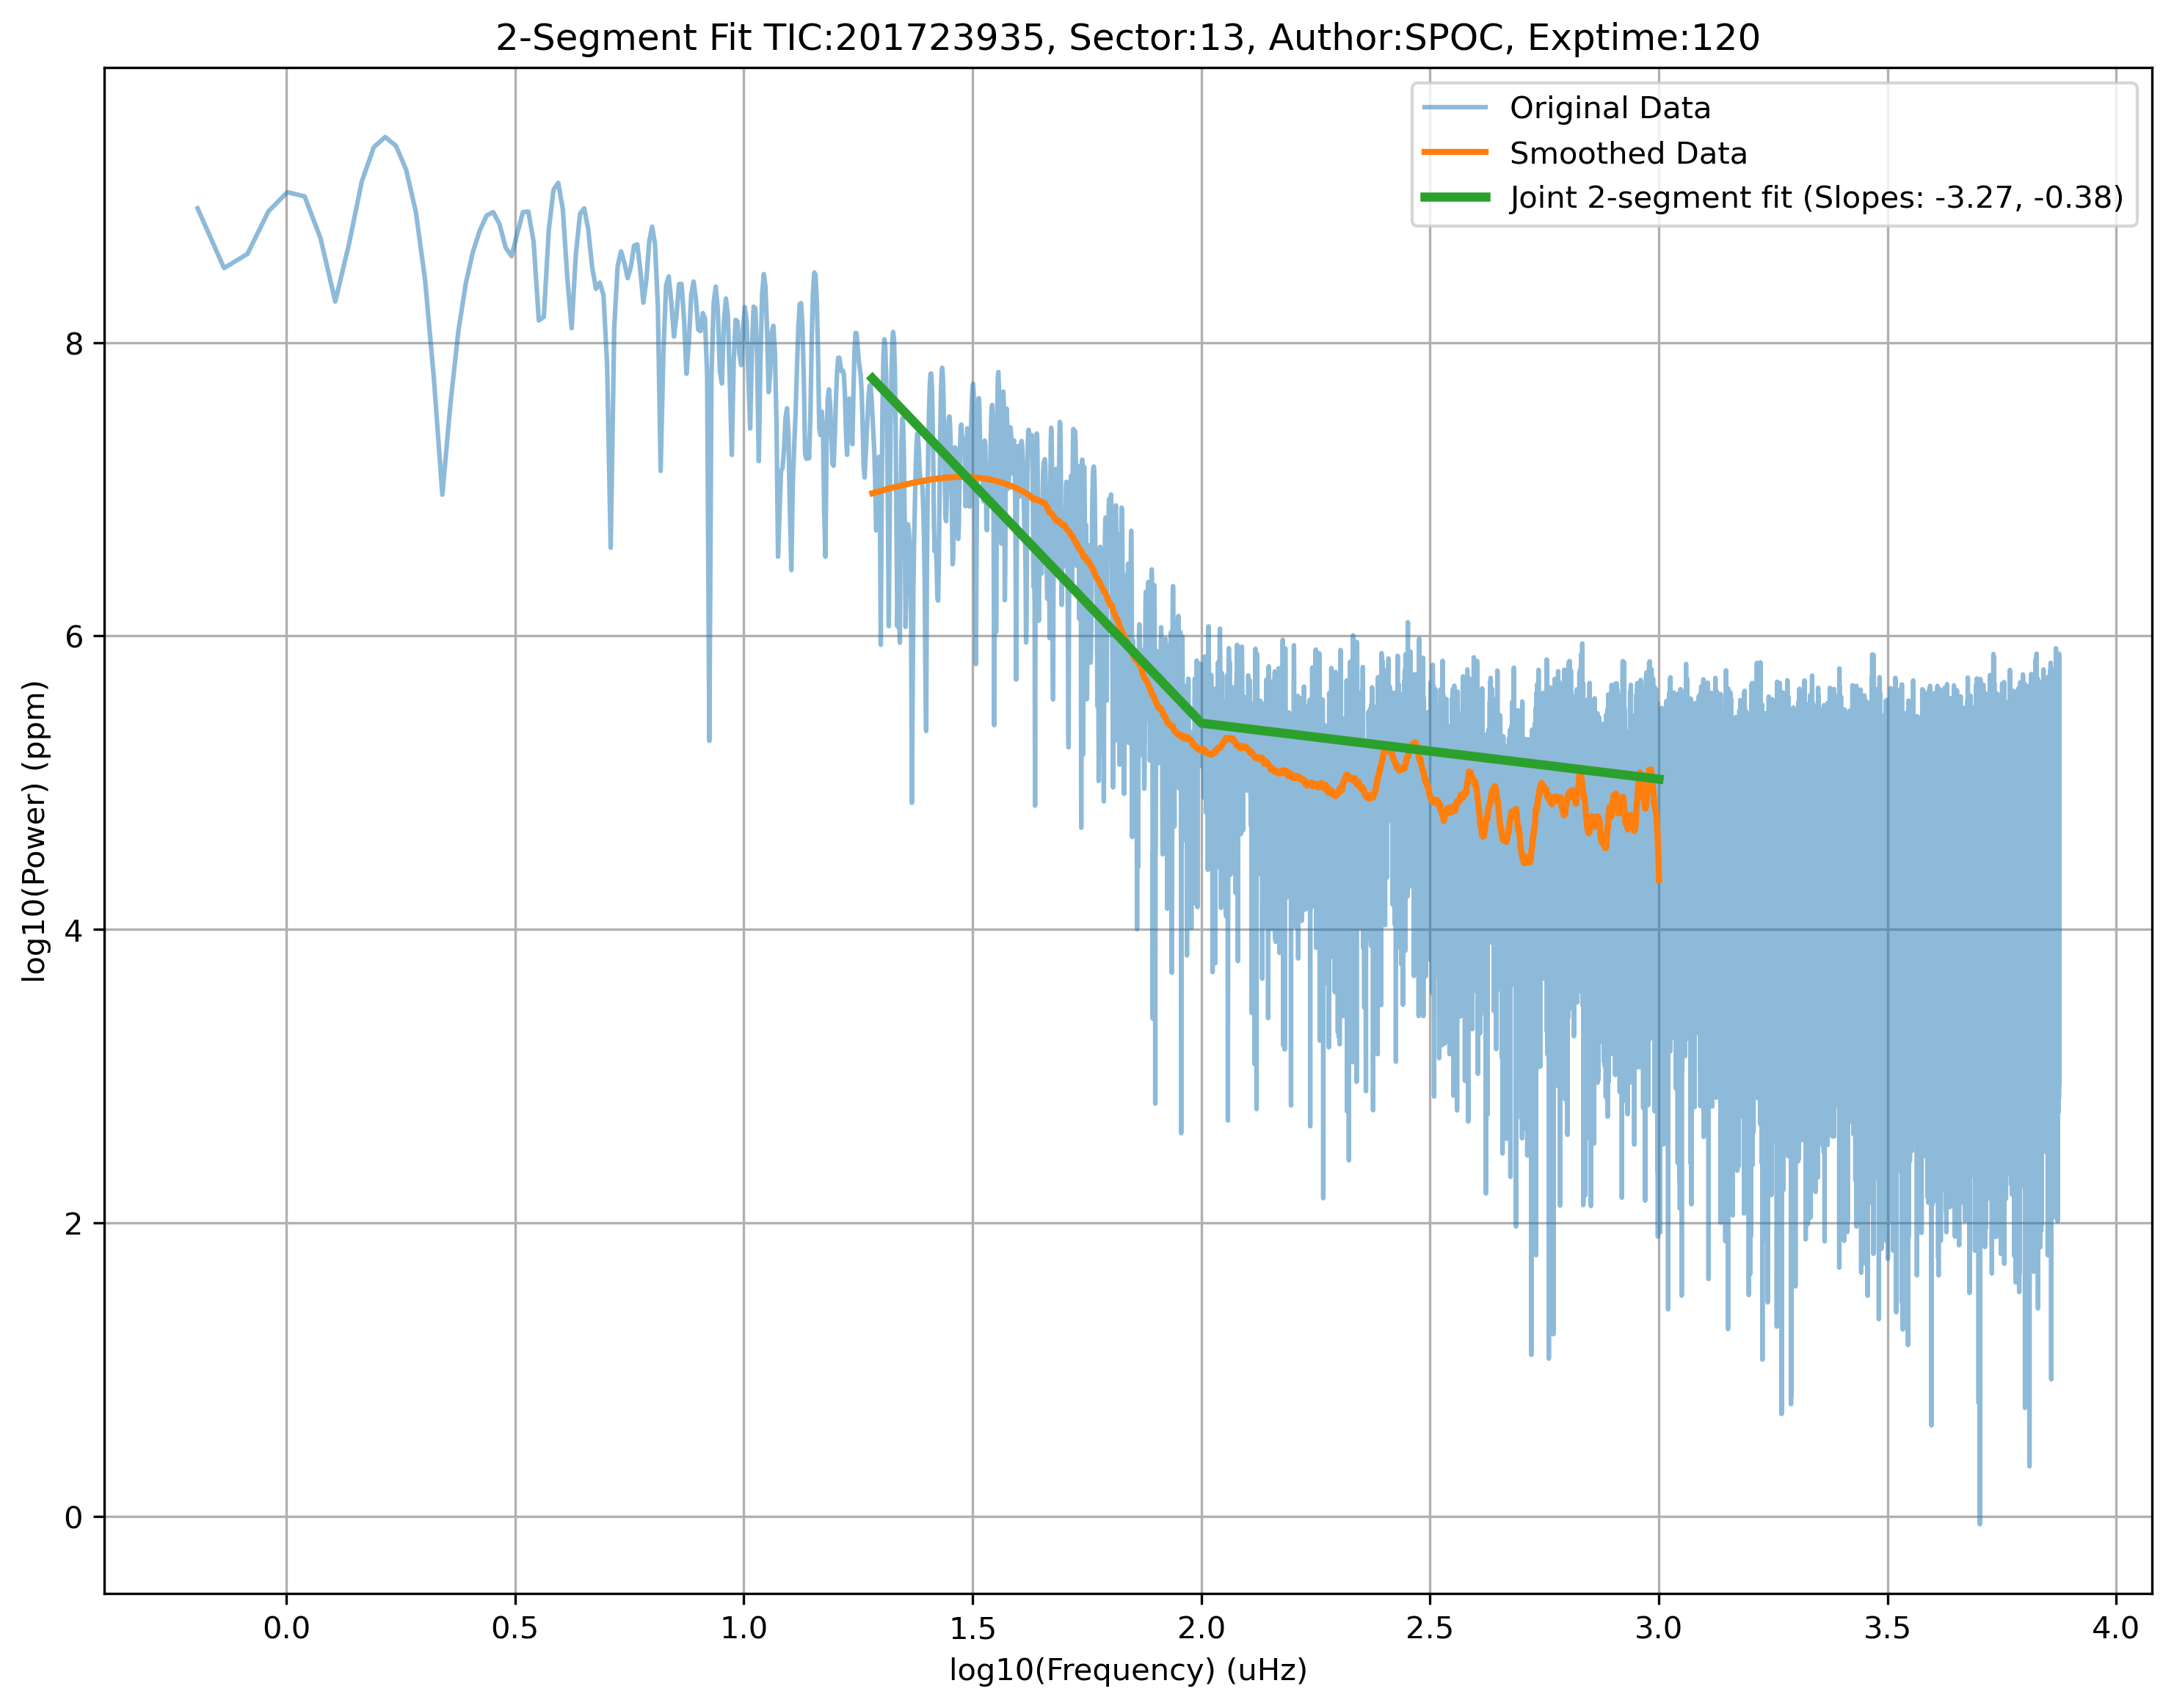 2-Segment Fit TIC:201723935, Sector:13, Author:SPOC, Exptime:120
Original Data
Smoothed Data
Joint 2-segment fit (Slopes: -3.27, -0.38)
log10(Power) (ppm)
8
6
4
2
0
0.0 0.5 1.0 1.5 2.0 2.5 3.0 3.5 4.0
log10(Frequency) (uHz)